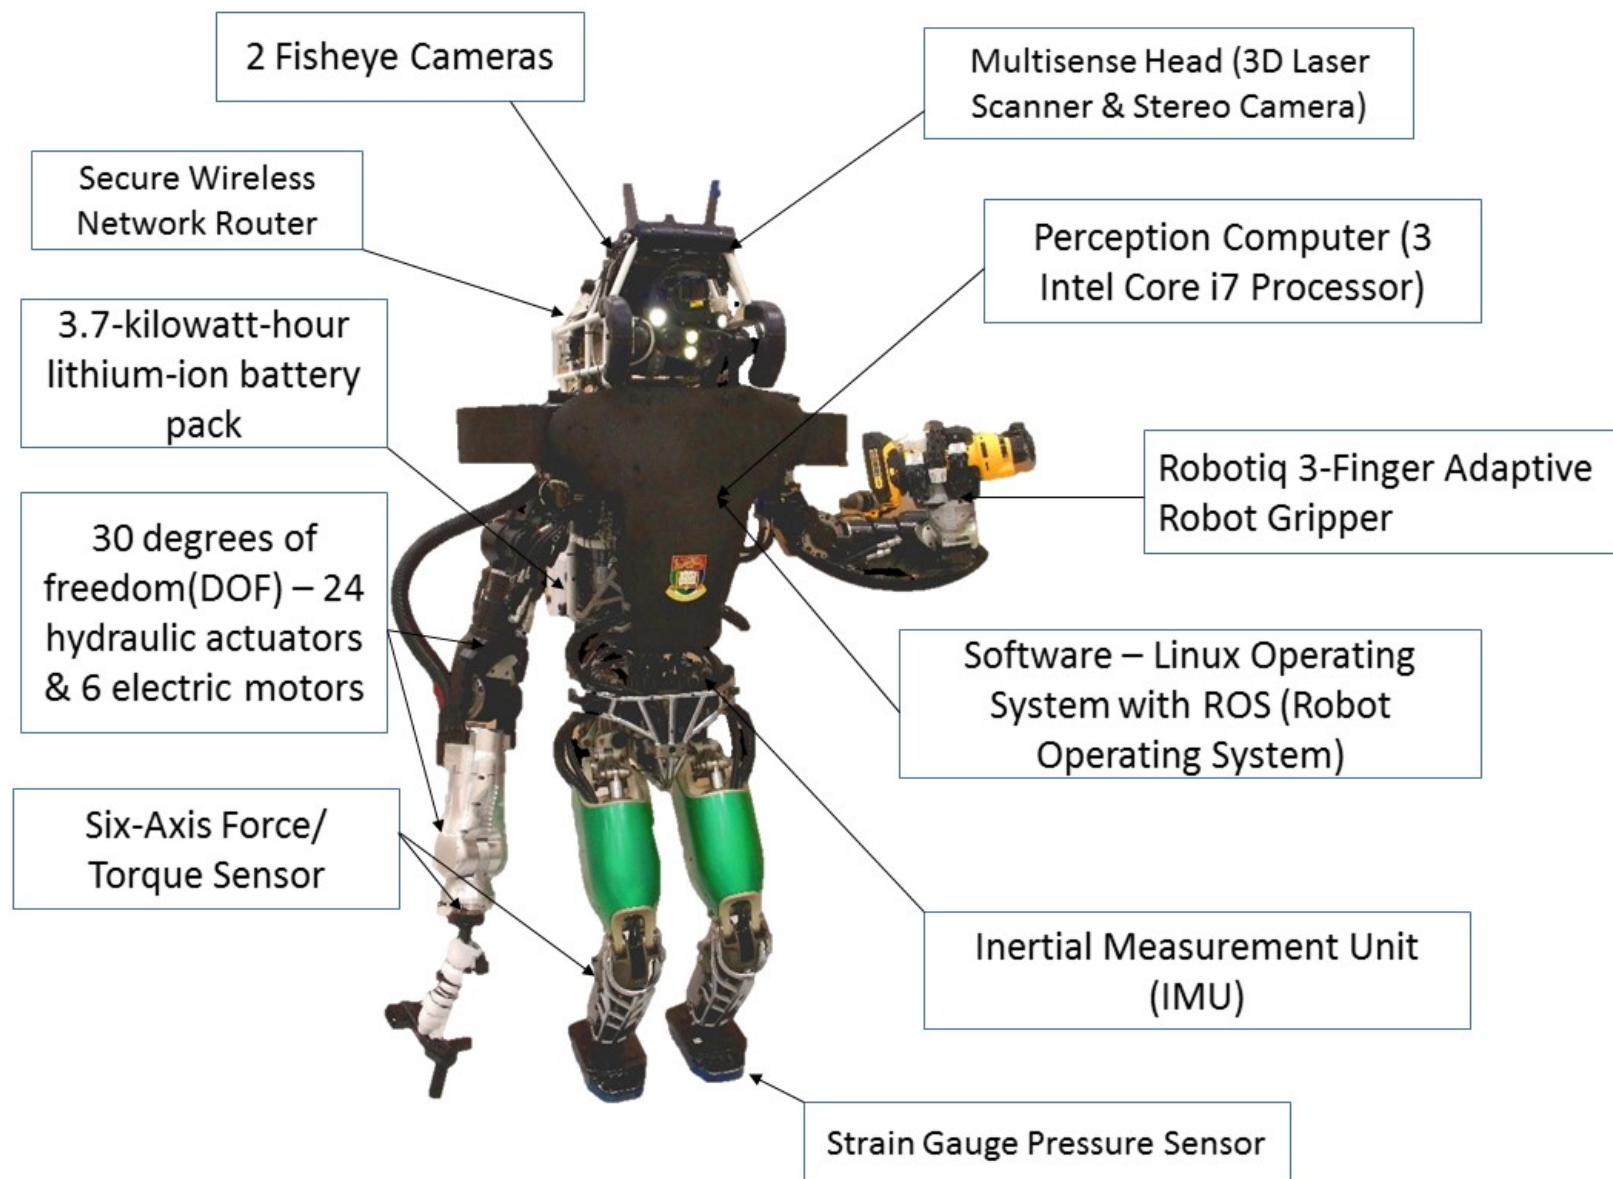 2 Fisheye Cameras
Multisense Head (3D Laser
Scanner & Stereo Camera)
Secure Wireless
Network Router
Perception Computer (3
Intel Core i7 Processor)
3.7-kilowatt-hour
lithium-ion battery
pack
Robotiq 3-Finger Adaptive
Robot Gripper
30 degrees of
freedom(DOF) – 24
hydraulic actuators
& 6 electric motors
Software – Linux Operating
System with ROS (Robot
Operating System)
Six-Axis Force/
Torque Sensor
Inertial Measurement Unit
(IMU)
Strain Gauge Pressure Sensor